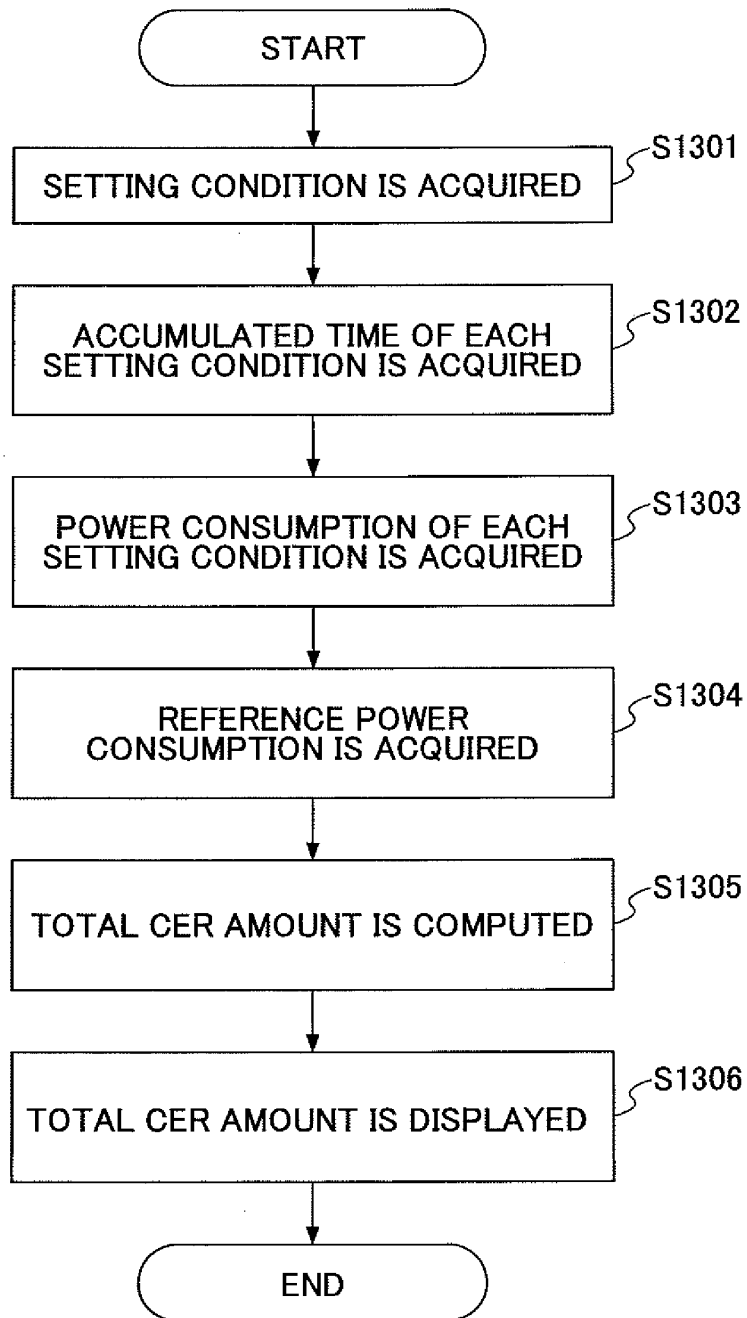 START
S1301
SETTING CONDITION IS ACQUIRED
S1302
ACCUMULATED TIME OF EACH
SETTING CONDITION IS ACQUIRED
S1303
POWER CONSUMPTION OF EACH
SETTING CONDITION IS ACQUIRED
S1304
REFERENCE POWER
CONSUMPTION IS ACQUIRED
S1305
TOTAL CER AMOUNT IS COMPUTED
S1306
TOTAL CER AMOUNT IS DISPLAYED
END